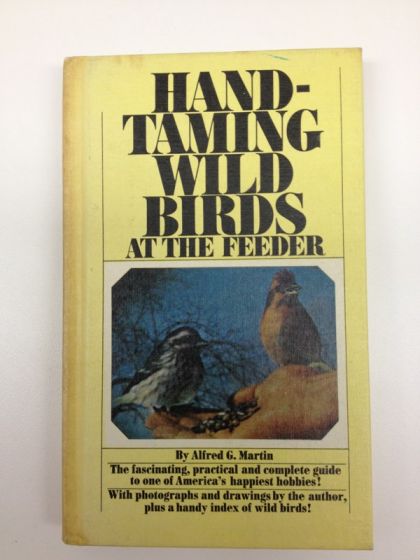 HAND-
TAMING
WILD
BIRDS
AT THE FEEDER
By Alfred G. Martin
The fascinating, practical and complete guide
to one of America's happiest hobbies!
With photographs and drawings by the author,
plus a handy index of wild birds!